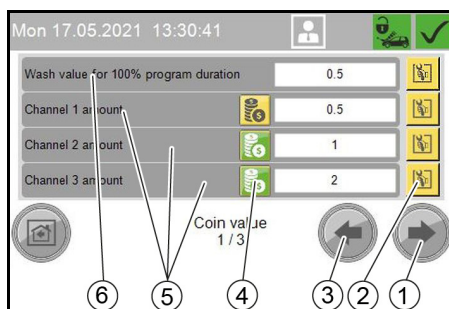 Mon 17.05.2021 13:30:41
Wash value for 100% program duration 0.5
Channel 1 amount 0.5
Channel 2 amount 1
Channel 3 amount 2
Coin value
1 / 3
6 5 4 3 2 1